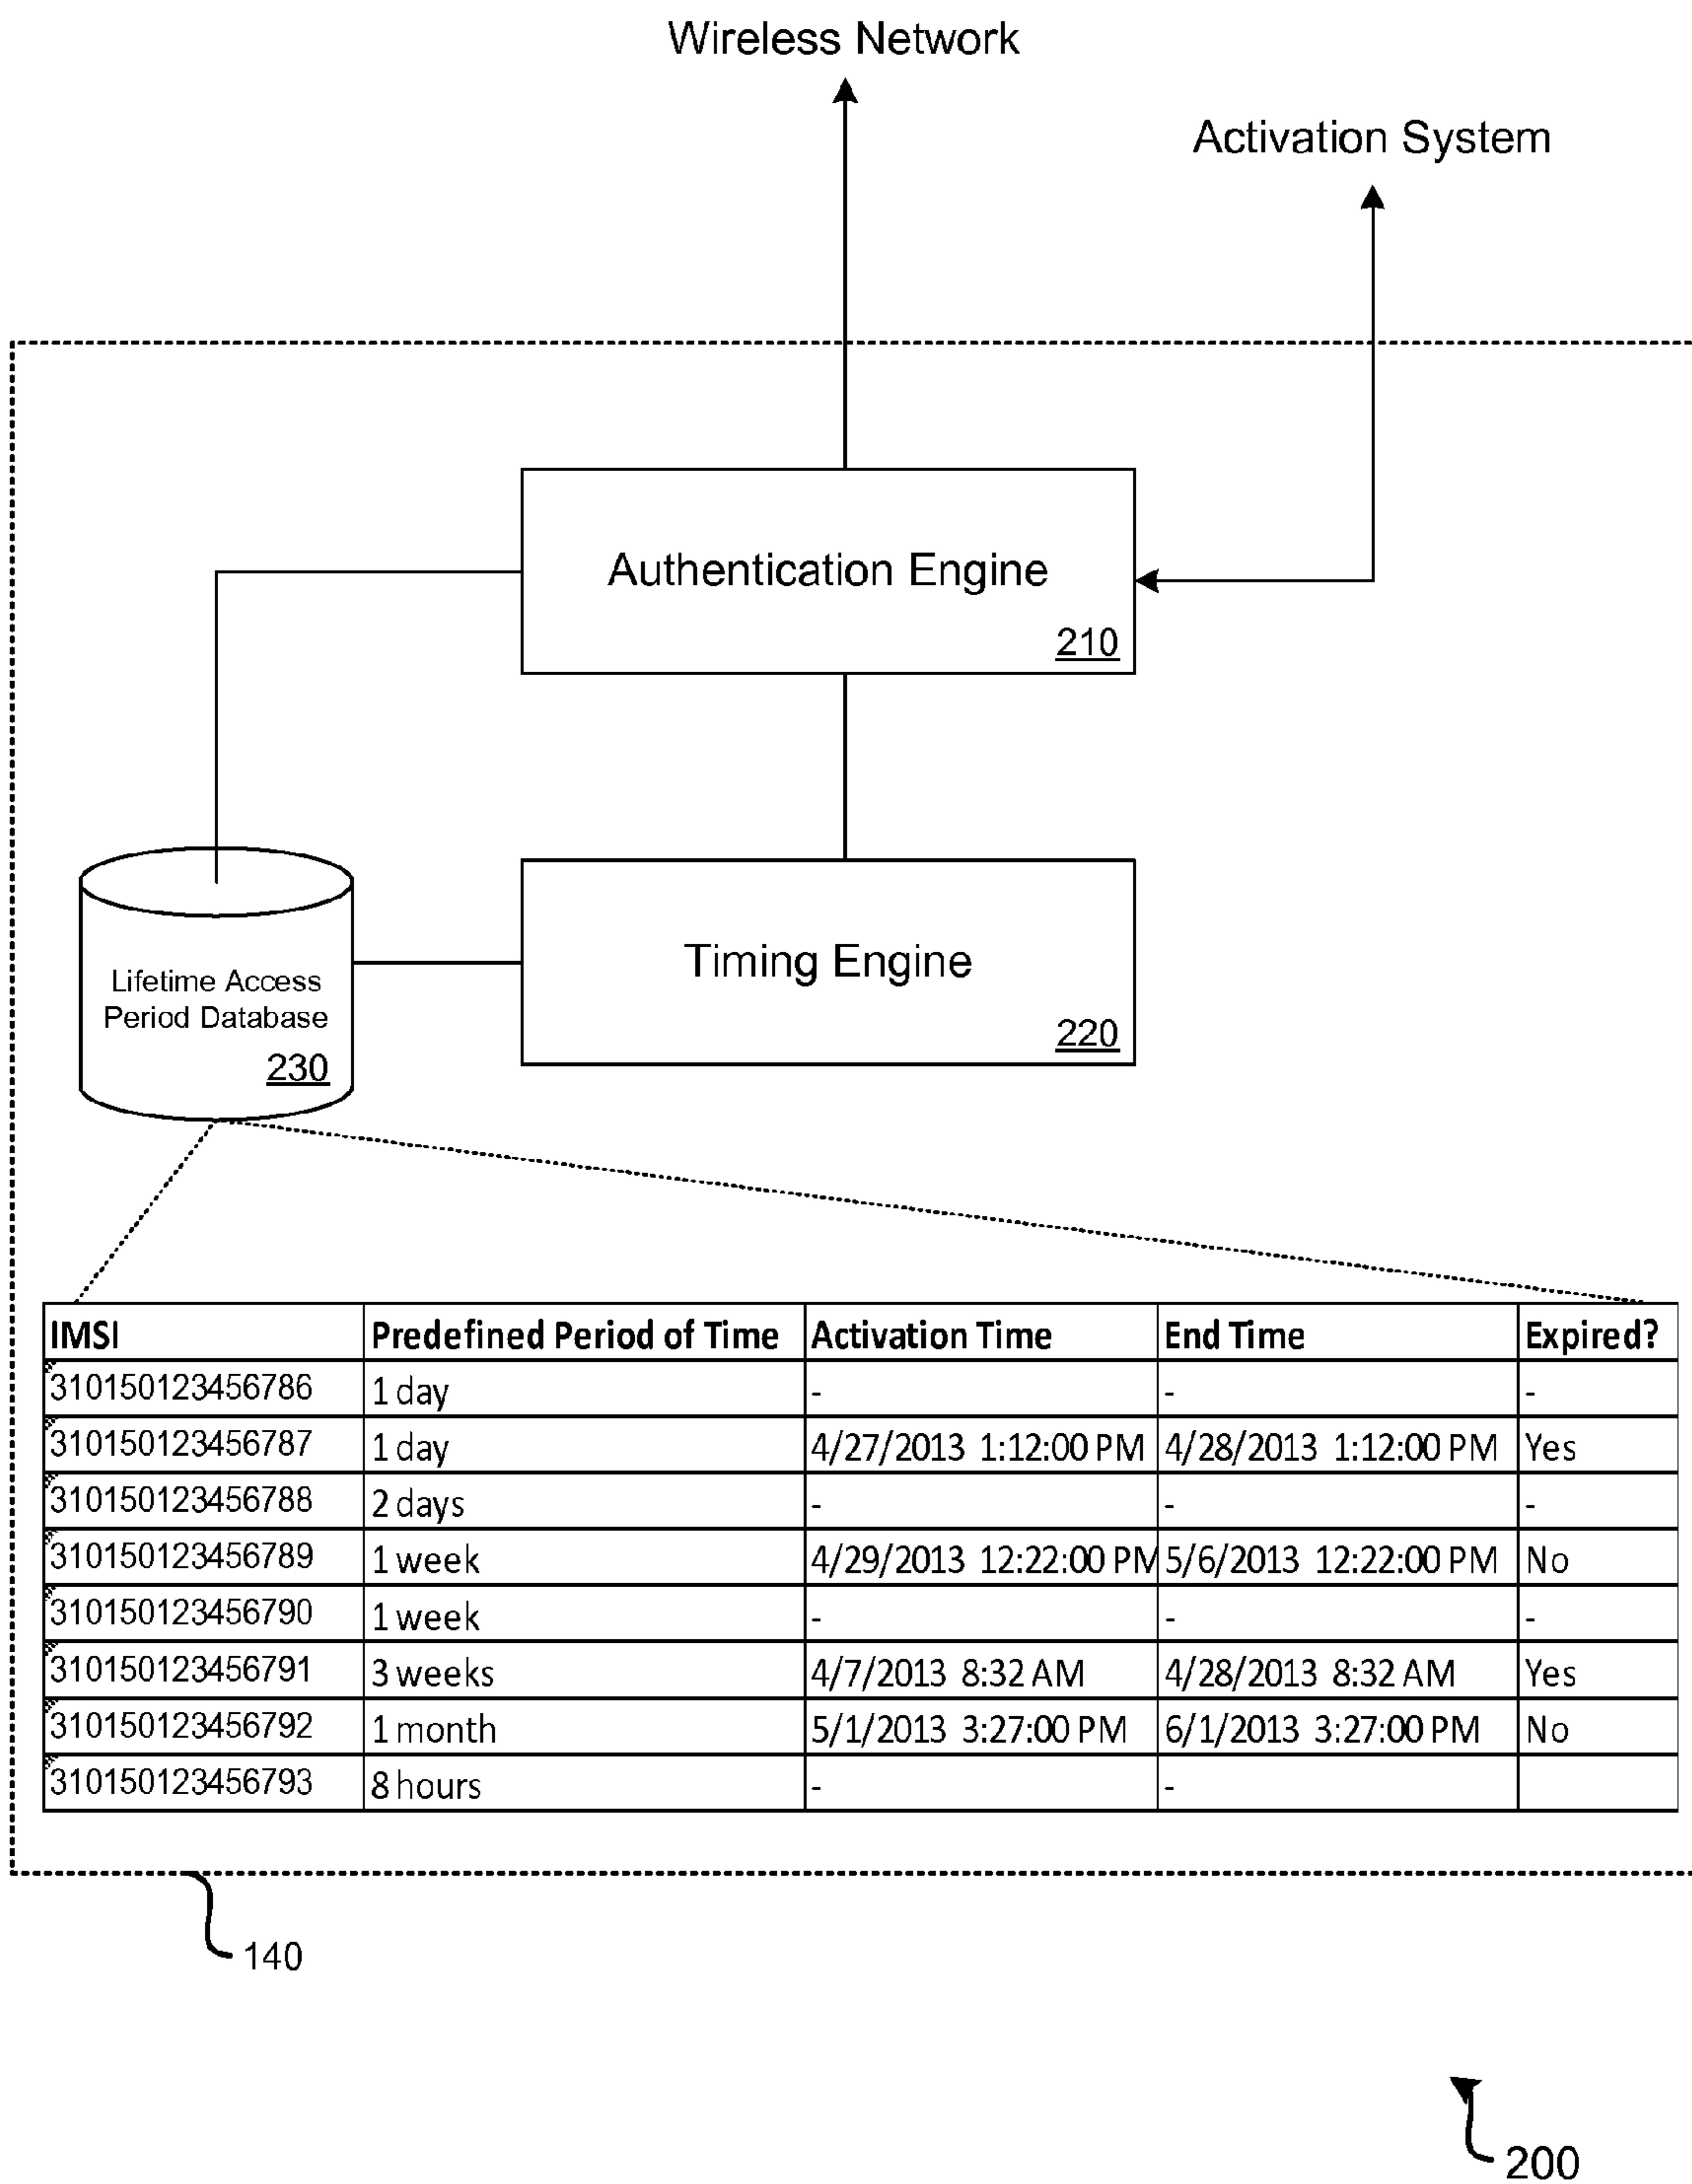 Wireless Network
Activation System
Authentication Engine
210
Lifetime Access
Period Database
230
Timing Engine
220
IMSI Predefined Period of Time Activation Time End Time Expired?
310150123456786 1 day - - -
310150123456787 1 day 4/27/2013 1:12:00 PM 4/28/2013 1:12:00 PM Yes
310150123456788 2 days - - -
310150123456789 1 week 4/29/2013 12:22:00 PM 5/6/2013 12:22:00 PM No
310150123456790 1 week - - -
310150123456791 3 weeks 4/7/2013 8:32 AM 4/28/2013 8:32 AM Yes
310150123456792 1 month 5/1/2013 3:27:00 PM 6/1/2013 3:27:00 PM No
310150123456793 8 hours - -
140
200